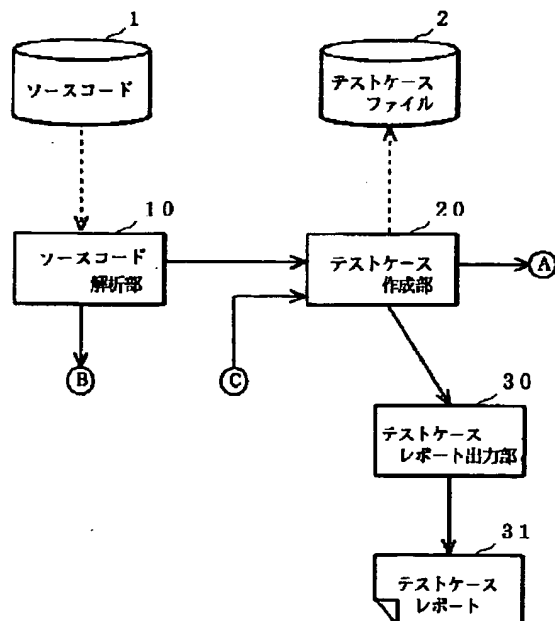 1
ソースコード
2
テストケース
ファイル
10
ソースコード
解析部
20
テストケース
作成部
A
B
C
30
テストケース
レポート出力部
31
テストケース
レポート